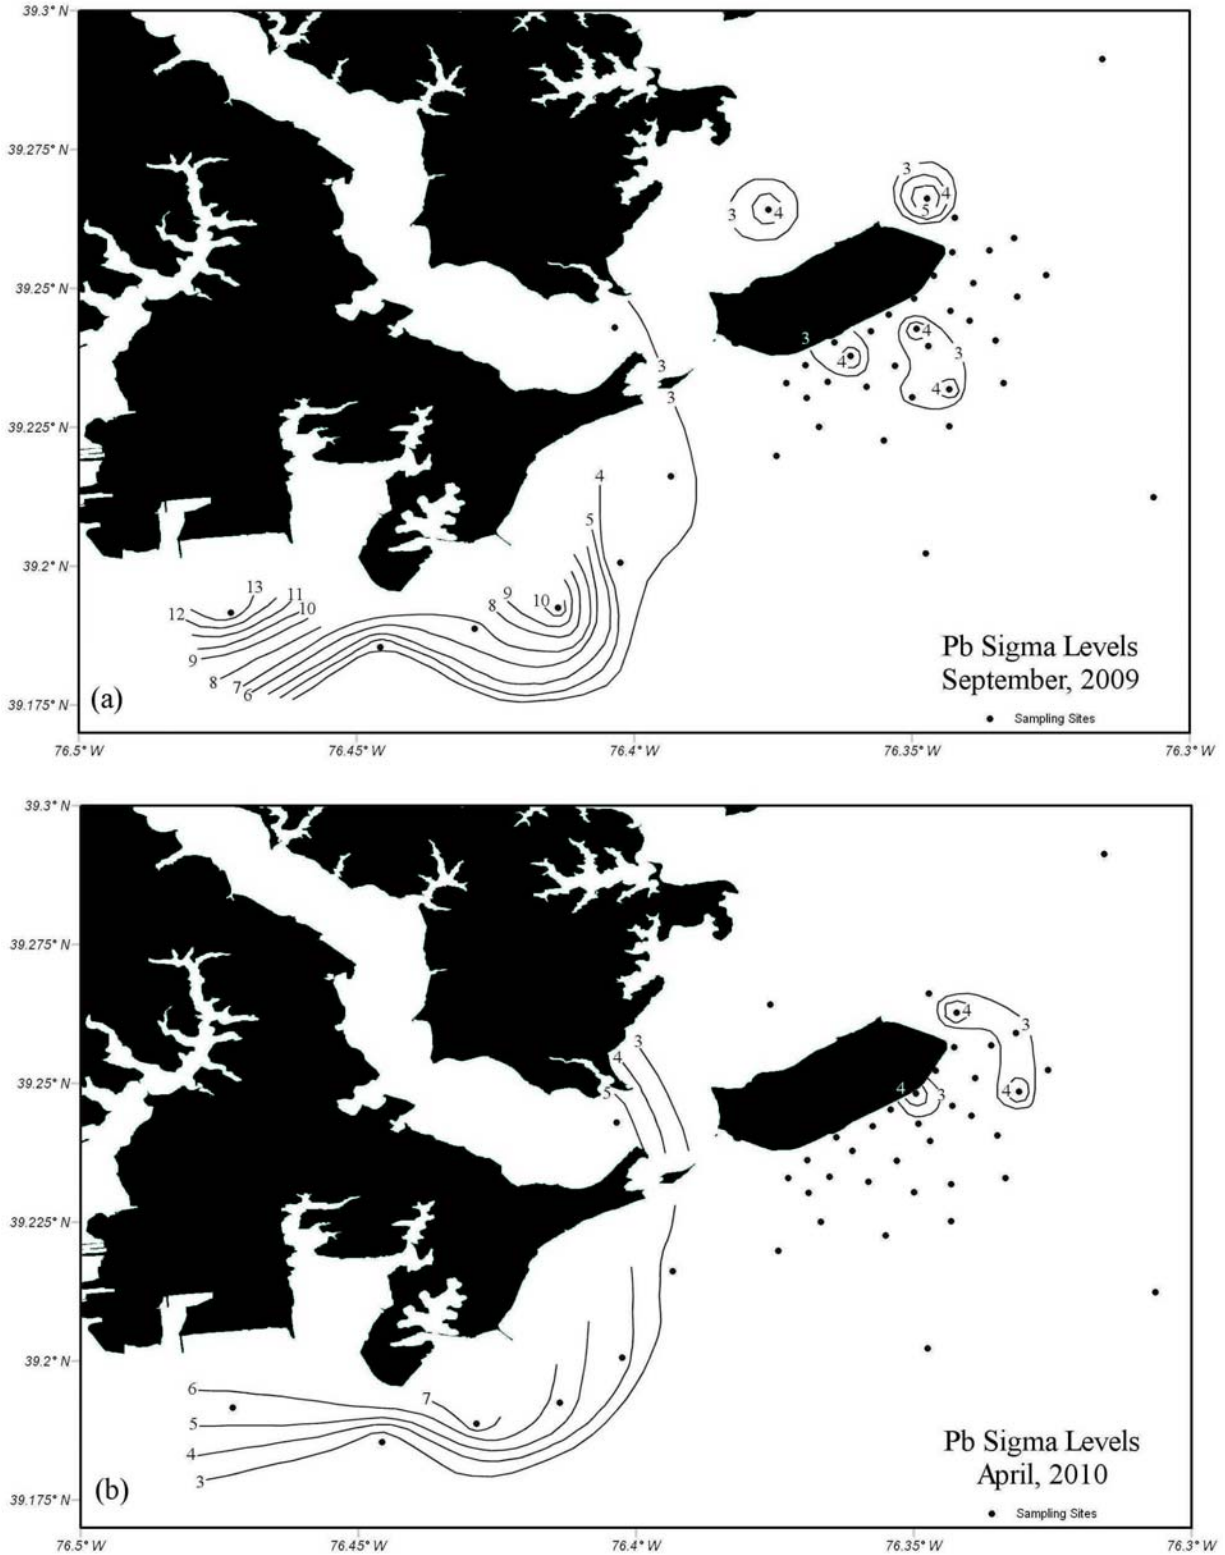 39.3° N
3
39.275° N
3
4
5
3
4
39.25° N
4
3
3
4
3
4
3
39.225° N
4
5
39.2° N
13
11
12
10
9
8
10
9
8
7
6
Pb Sigma Levels
September, 2009
39.175° N
(a)
Sampling Sites
76.5° W
76.45° W
76.4° W
76.35° W
76.3° W
39.3° N
39.275° N
4
3
3
4
39.25° N
5
4
3
4
39.225° N
39.2° N
6
7
5
4
3
Pb Sigma Levels
April, 2010
(b)
39.175° N
Sampling Sites
76.5° W
76.45° W
76.4° W
76.35° W
76.3° W